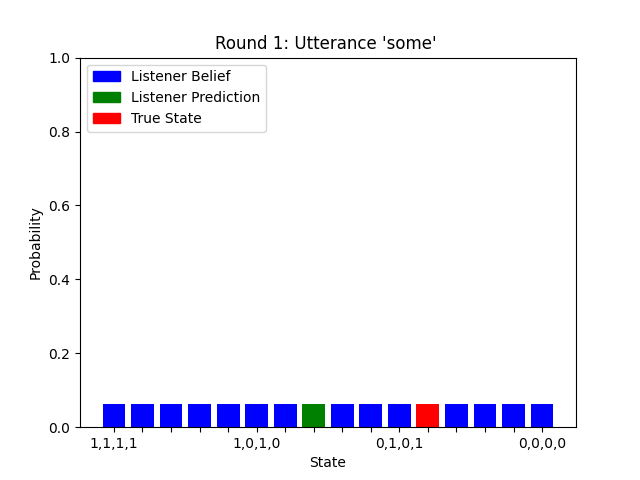 Round 1: Utterance 'some'
1.0
Listener Belief
Listener Prediction
True State
0.8
0.6
0.4
0.2
0.0
Probability
1,1,1,1
1,0,1,0
0,1,0,1
0,0,0,0
State